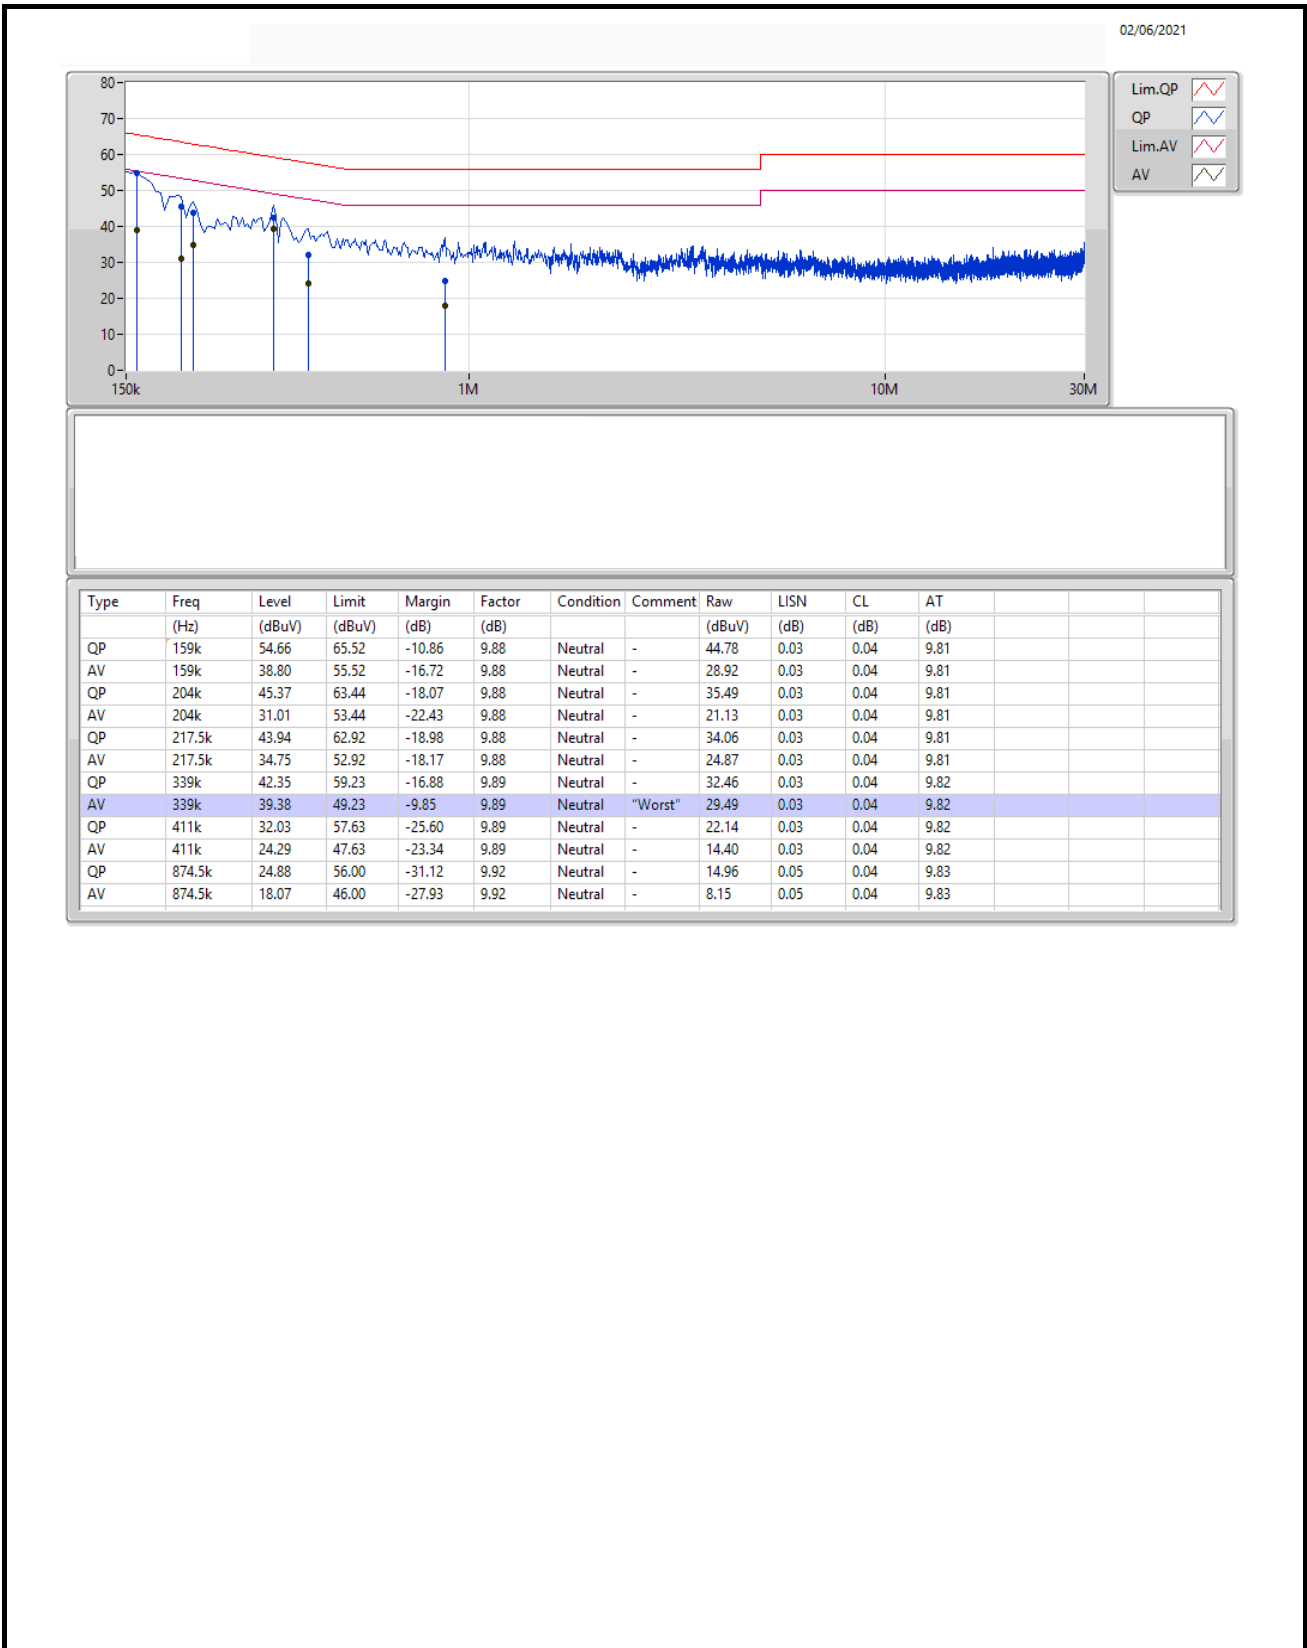 02/06/2021
80
70
60
50
40
30
20
10
0
150k 1M 10M 30M
Lim.QP
QP
Lim.AV
AV
Type Freq Level Limit Margin Factor Condition Comment Raw LISN CL AT
(Hz) (dBuV) (dBuV) (dB) (dB) (dBuV) (dB) (dB) (dB)
QP 159k 54.66 65.52 -10.86 9.88 Neutral - 44.78 0.03 0.04 9.81
AV 159k 38.80 55.52 -16.72 9.88 Neutral - 28.92 0.03 0.04 9.81
QP 204k 45.37 63.44 -18.07 9.88 Neutral - 35.49 0.03 0.04 9.81
AV 204k 31.01 53.44 -22.43 9.88 Neutral - 21.13 0.03 0.04 9.81
QP 217.5k 43.94 62.92 -18.98 9.88 Neutral - 34.06 0.03 0.04 9.81
AV 217.5k 34.75 52.92 -18.17 9.88 Neutral - 24.87 0.03 0.04 9.81
QP 339k 42.35 59.23 -16.88 9.89 Neutral - 32.46 0.03 0.04 9.82
AV 339k 39.38 49.23 -9.85 9.89 Neutral "Worst" 29.49 0.03 0.04 9.82
QP 411k 32.03 57.63 -25.60 9.89 Neutral - 22.14 0.03 0.04 9.82
AV 411k 24.29 47.63 -23.34 9.89 Neutral - 14.40 0.03 0.04 9.82
QP 874.5k 24.88 56.00 -31.12 9.92 Neutral - 14.96 0.05 0.04 9.83
AV 874.5k 18.07 46.00 -27.93 9.92 Neutral - 8.15 0.05 0.04 9.83